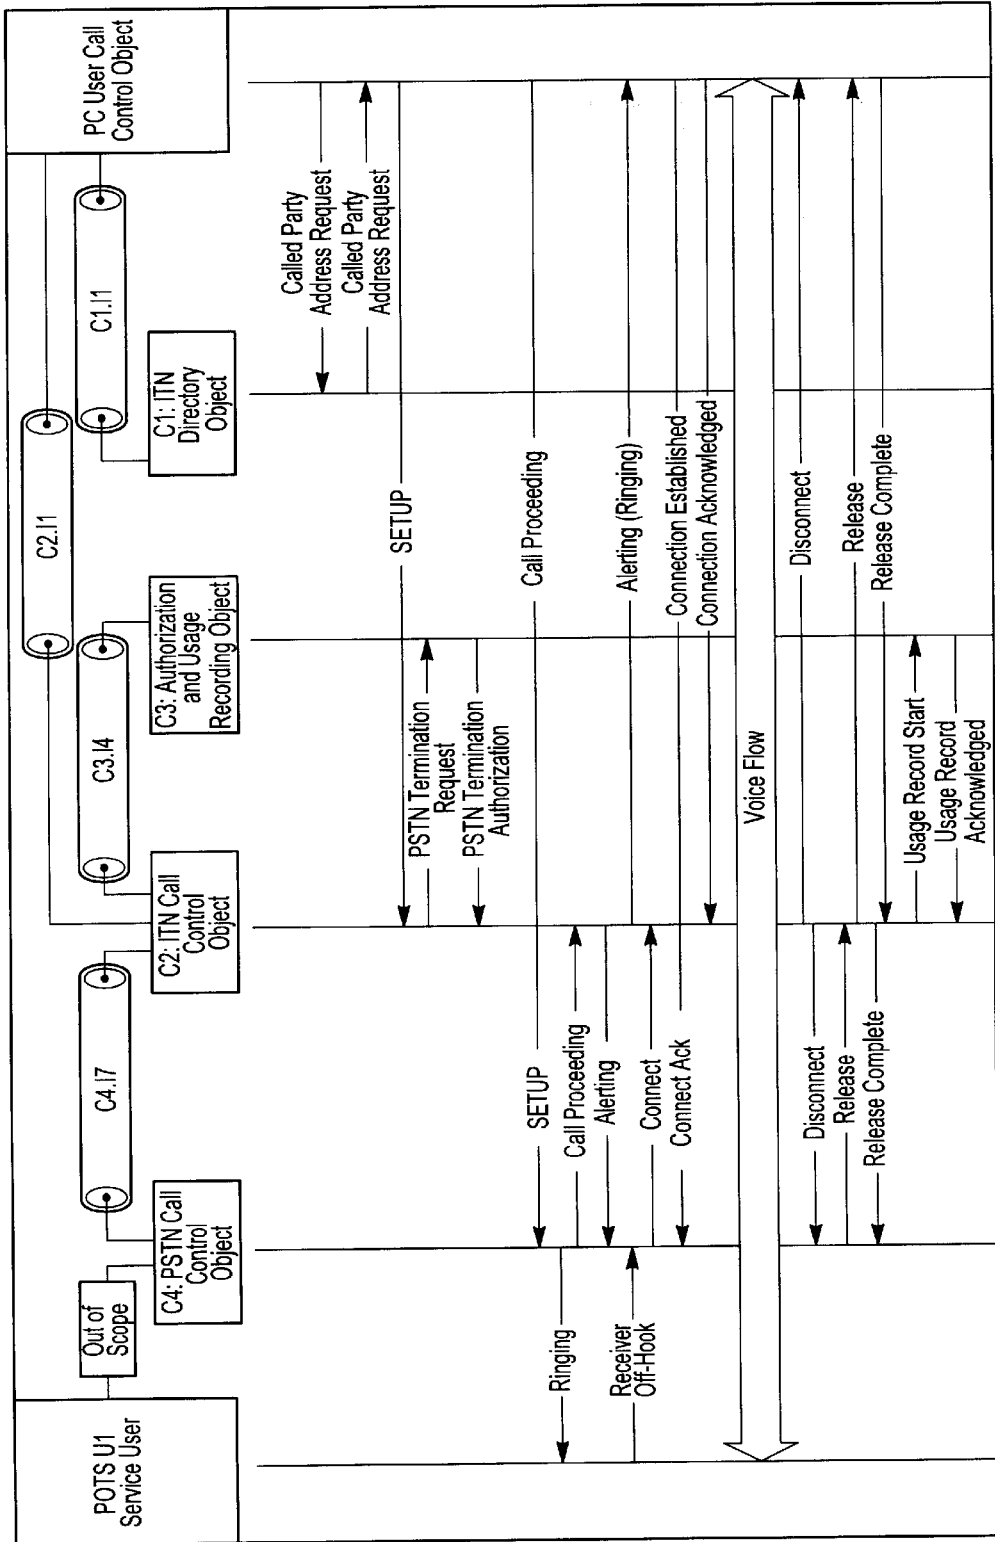 POTS U1
Service User
Out of
Scope
C4: PSTN Call
Control
Object
C4.I7
C2: ITN Call
Control
Object
C3.I4
C3: Authorization
and Usage
Recording Object
C2.I1
C1: ITN
Directory
Object
C1.I1
PC User Call
Control Object
Called Party
Address Request
Called Party
Address Request
SETUP
PSTN Termination
Request
PSTN Termination
Authorization
SETUP
Call Proceeding
Ringing
Call Proceeding
Alerting
Alerting (Ringing)
Receiver
Off-Hook
Connect
Connection Established
Connect Ack
Connection Acknowledged
Voice Flow
Disconnect
Disconnect
Release
Release
Release Complete
Release Complete
Usage Record Start
Usage Record
Acknowledged